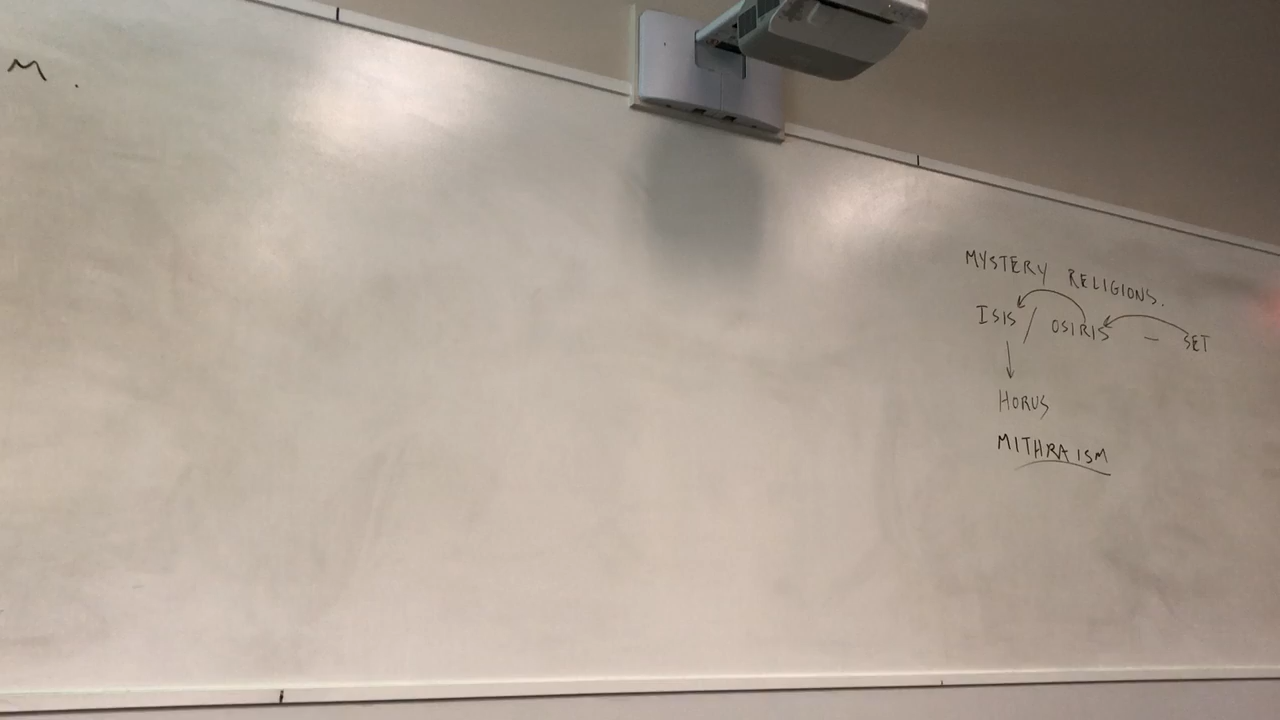 M.
MYSTERY RELIGIONS.
ISIS / OSIRIS - SET
HORUS
MITHRAISM